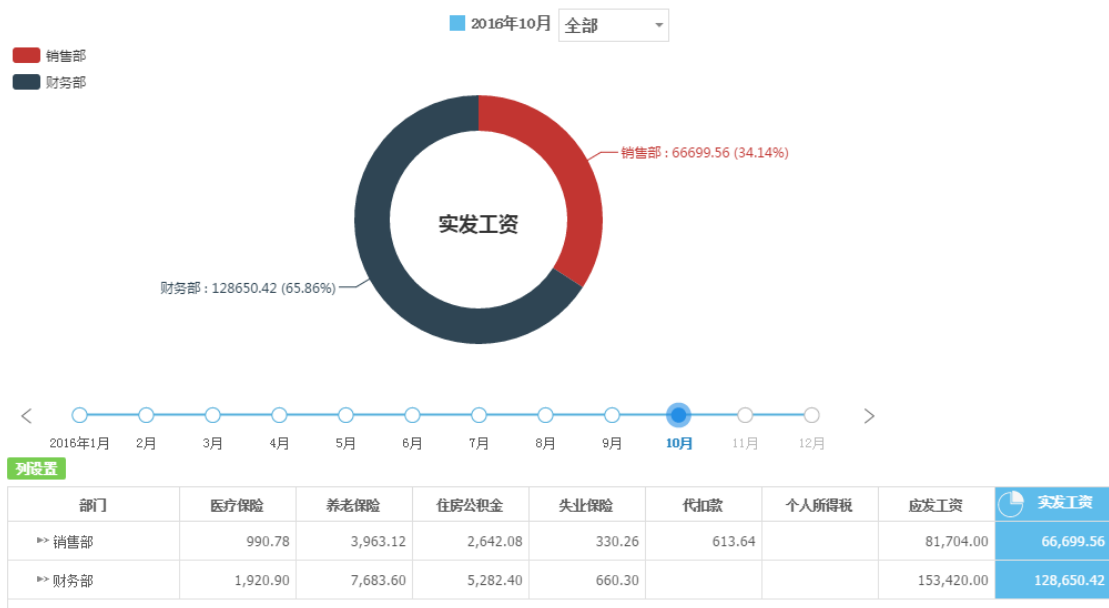 2016年10月 全部
销售部
财务部
销售部 : 66699.56 (34.14%)
实发工资
财务部 : 128650.42 (65.86%)
2016年1月 2月 3月 4月 5月 6月 7月 8月 9月 10月 11月 12月
列设置
部门 医疗保险 养老保险 住房公积金 失业保险 代扣款 个人所得税 应发工资 实发工资
销售部 990.78 3,963.12 2,642.08 330.26 613.64 81,704.00 66,699.56
财务部 1,920.90 7,683.60 5,282.40 660.30 153,420.00 128,650.42